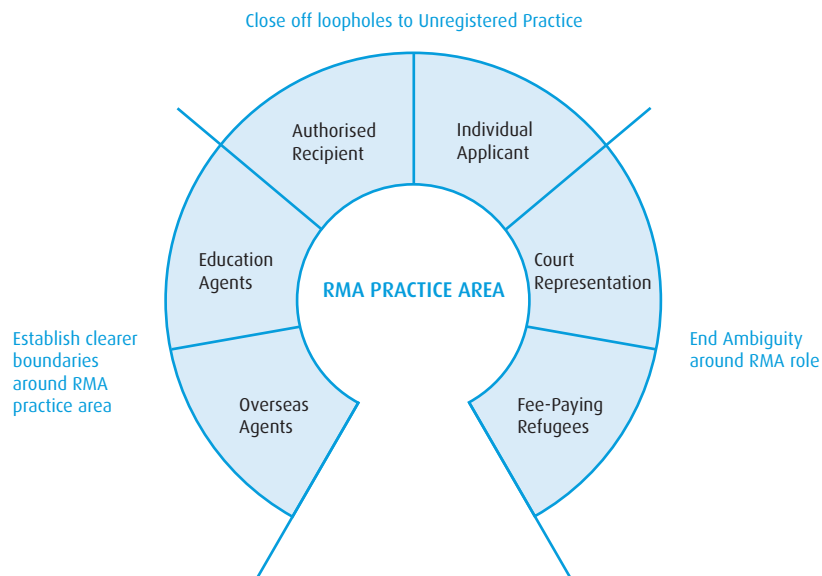 Close off loopholes to Unregistered Practice
Authorised
Recipient
Individual
Applicant
Education
Agents
Court
Representation
RMA PRACTICE AREA
Establish clearer
boundaries
around RMA
practice area
End Ambiguity
around RMA role
Overseas
Agents
Fee-Paying
Refugees